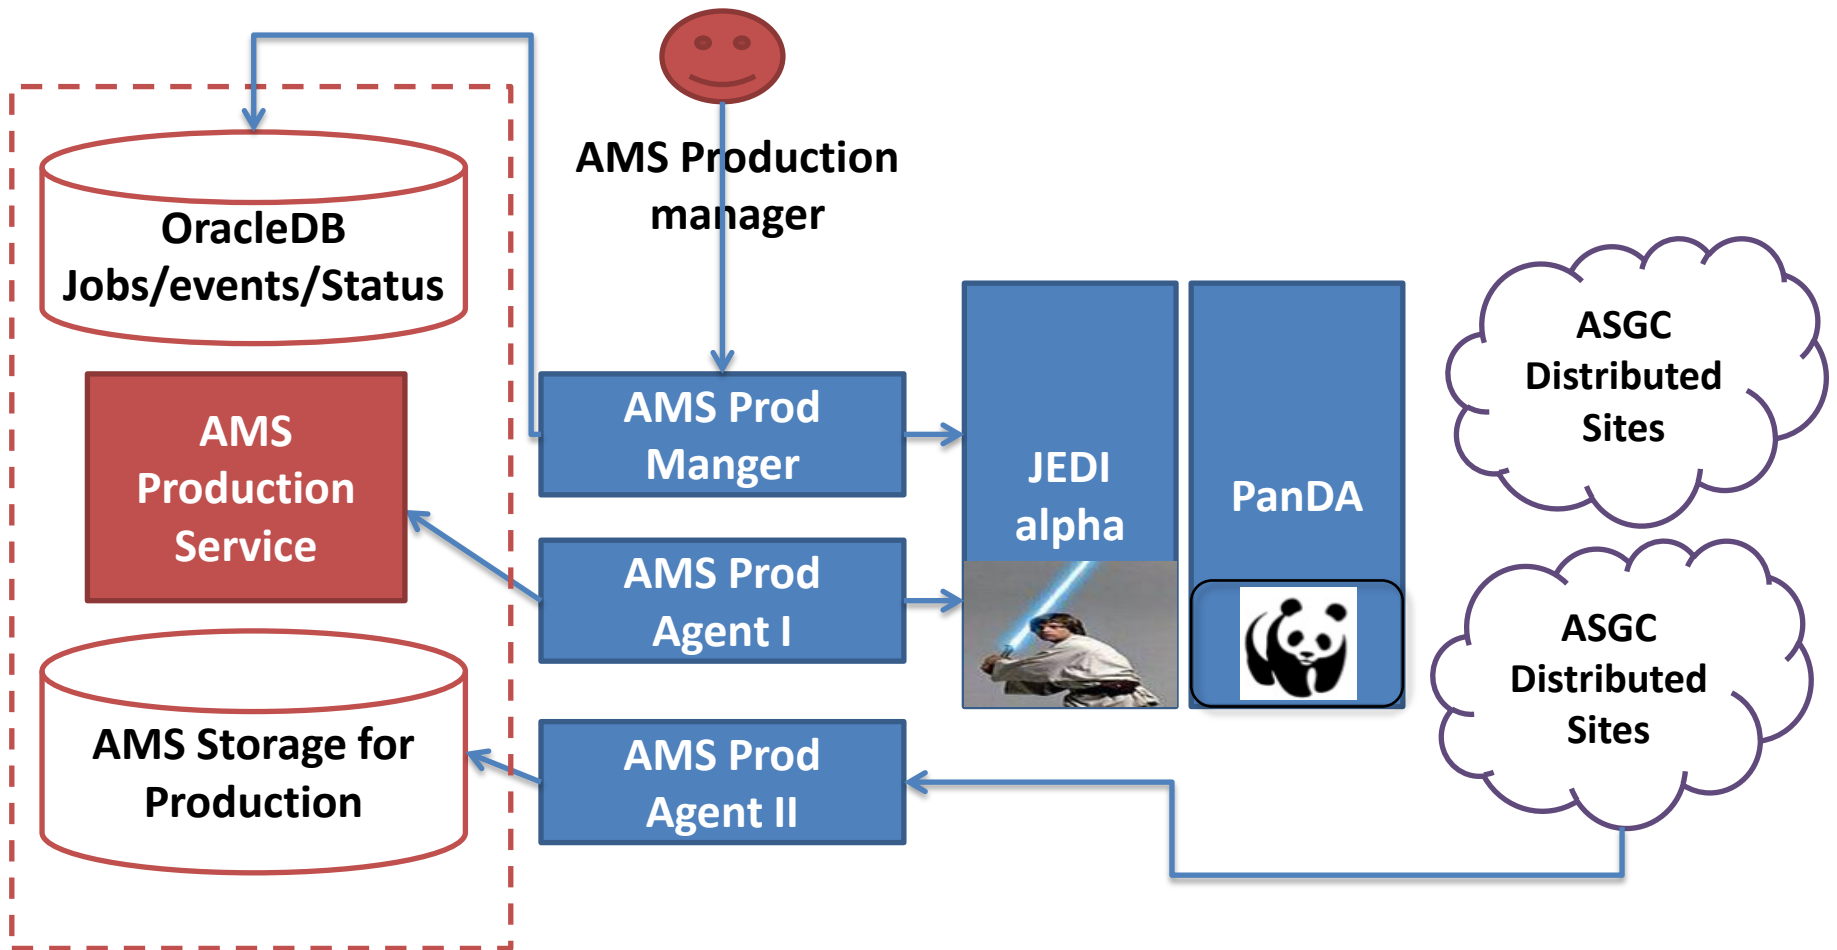 AMS Production
manager
OracleDB
Jobs/events/Status
AMS
Production
Service
AMS Storage for
Production
AMS Prod
Manger
AMS Prod
Agent I
AMS Prod
Agent II
JEDI
alpha
PanDA
ASGC
Distributed
Sites
ASGC
Distributed
Sites